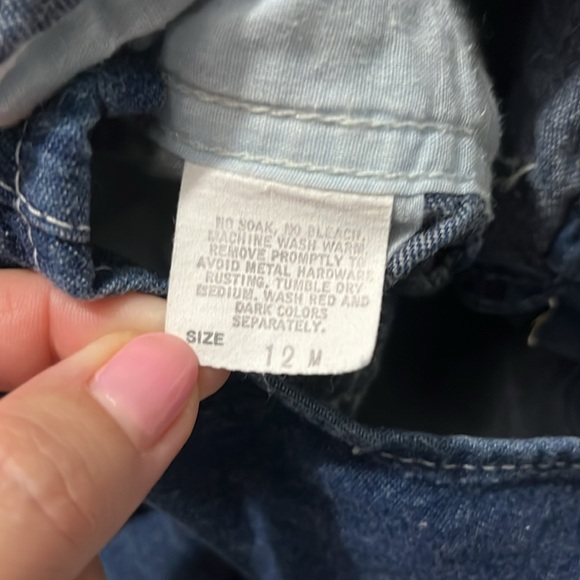 NO SOAK, NO BLEACH,
MACHINE WASH WARM,
REMOVE PROMPTLY TO
AVOID METAL HARDWARE
RUSTING, TUMBLE DRY
MEDIUM. WASH RED AND
DARK COLORS
SEPARATELY.
SIZE 12 M